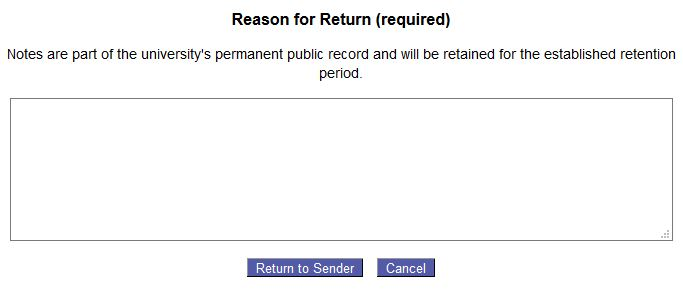 Reason for Return (required)
Notes are part of the university's permanent public record and will be retained for the established retention
period.
Return to Sender Cancel